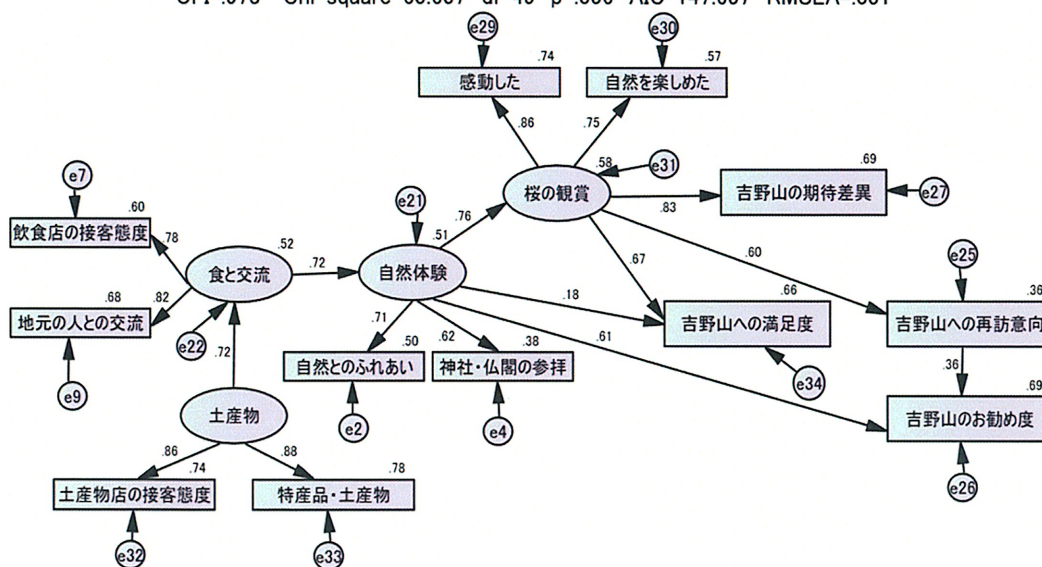 e29
e30
.74
.57
感動した
自然を楽しめた
.86
.75
.58
e31
.69
桜の観賞
.83
吉野山の期待差異
e27
e7
.60
飲食店の接客態度
.78
e21
.76
.51
.52
食と交流
.72
自然体験
.67
.60
e25
.68
.82
地元の人との交流
.18
.66
吉野山への満足度
.36
吉野山への再訪意向
e22
.72
.71
.50
.62
.38
.61
自然とのふれあい
神社・仏閣の参拝
e34
.36
.69
e9
土産物
e2
e4
吉野山のお勧め度
.86
.74
.88
.78
土産物店の接客態度
特産品・土産物
e26
e32
e33